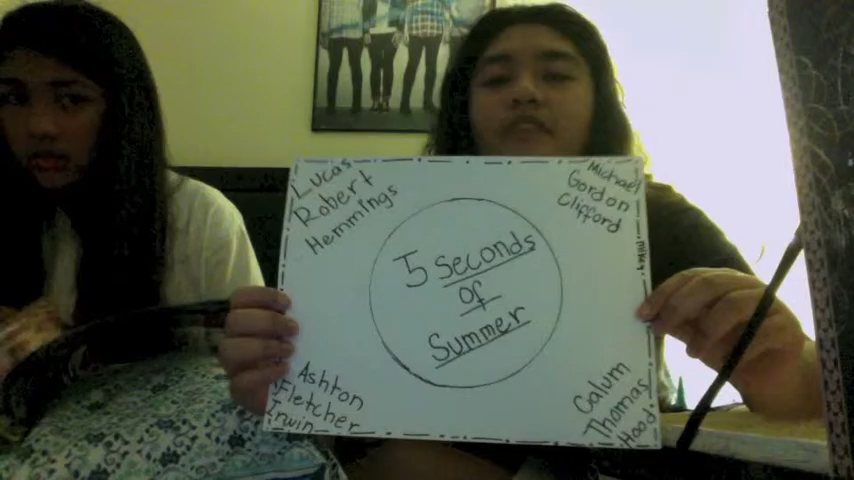 Lucas
Robert
Hemmings
Michael
Gordon
Clifford
5 Seconds
of
Summer
Ashton
Fletcher
Irwin
Calum
Thomas
Hood